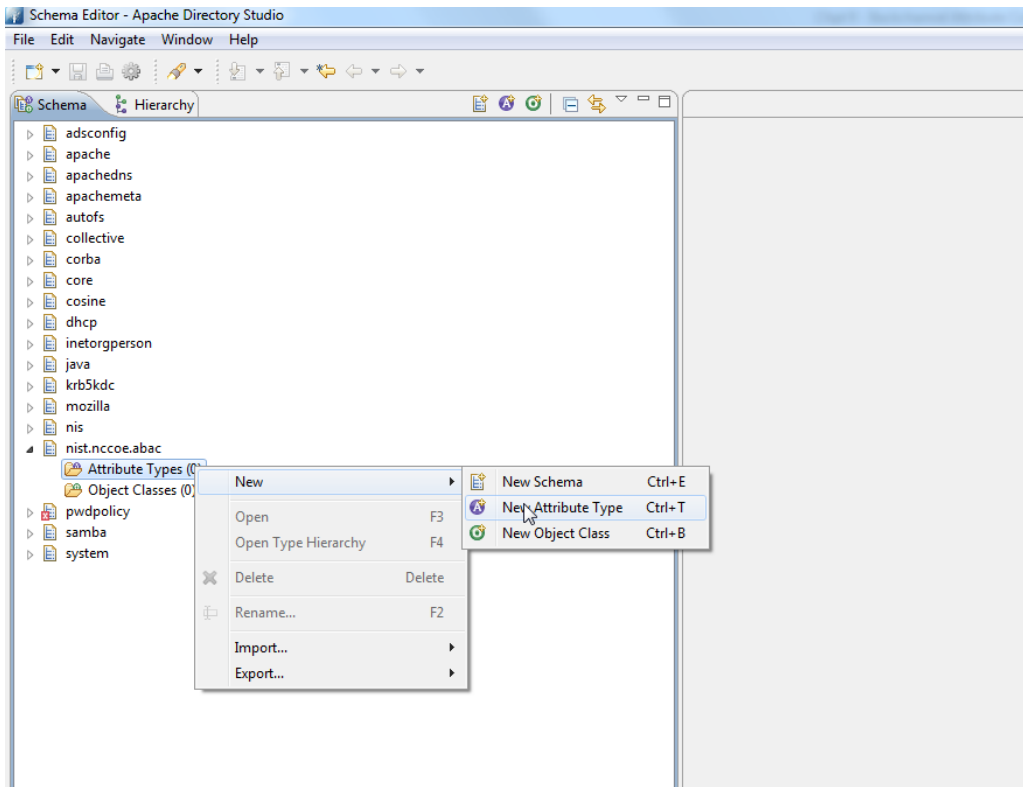 Schema Editor - Apache Directory Studio
File Edit Navigate Window Help
Schema Hierarchy
adsconfig
apache
apachedns
apachemeta
autofs
collective
corba
core
cosine
dhcp
inetorgperson
java
krb5kdc
mozilla
nis
nist.nccoe.abac
Attribute Types (0)
Object Classes (0)
pwdpolicy
samba
system
New
Open F3
Open Type Hierarchy F4
Delete Delete
Rename... F2
Import...
Export...
New Schema Ctrl+E
New Attribute Type Ctrl+T
New Object Class Ctrl+B